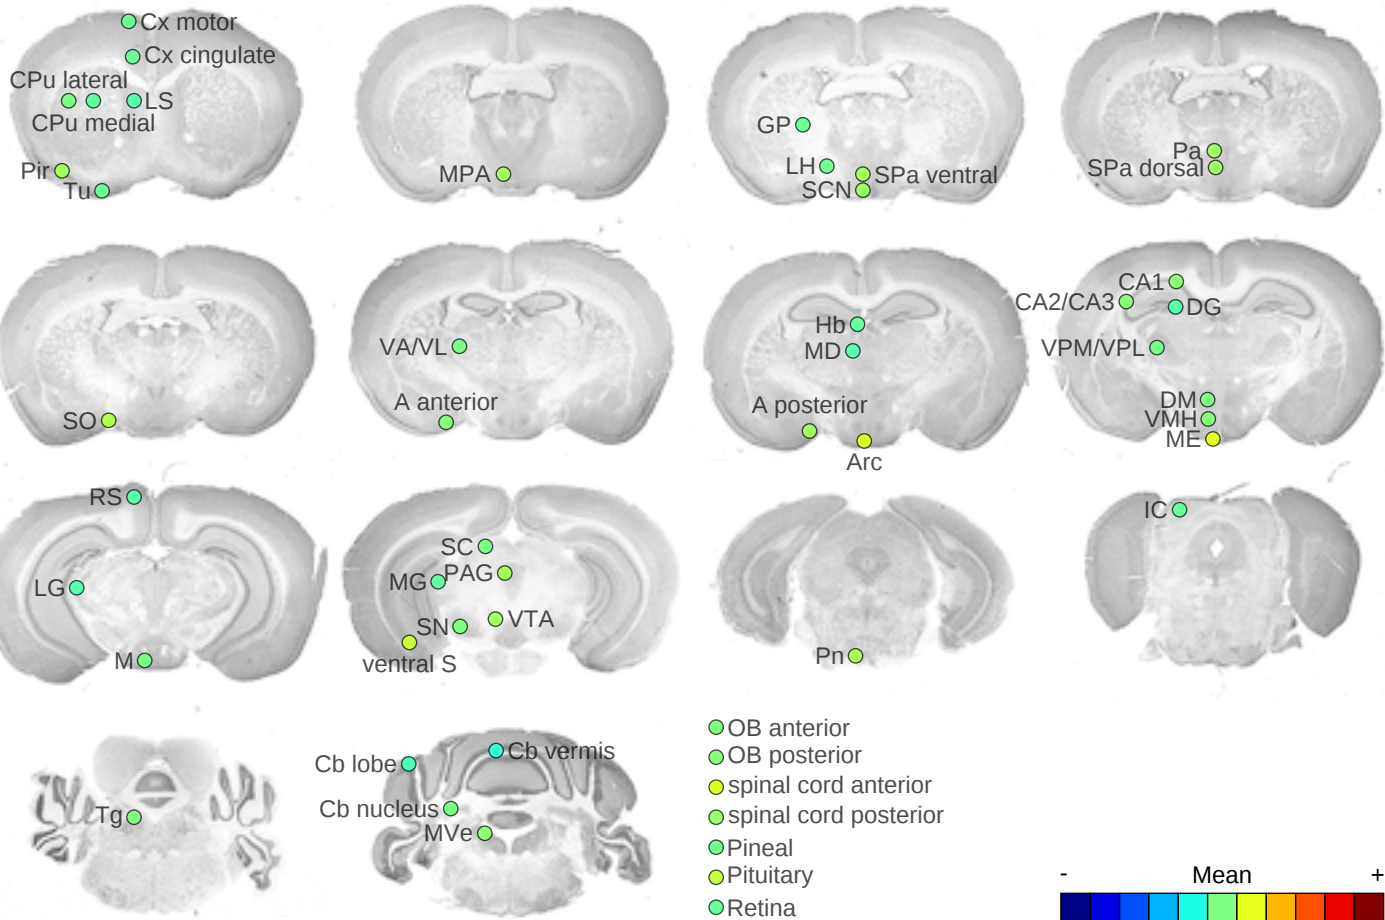 Cx motor
Cx cingulate
CPu lateral
LS
CPu medial
Pir
Tu
MPA
GP
LH
SPa ventral
SCN
Pa
SPa dorsal
SO
VA/VL
A anterior
Hb
MD
A posterior
Arc
CA1
CA2/CA3
DG
VPM/VPL
DM
VMH
ME
RS
LG
M
SC
PAG
MG
VTA
SN
ventral S
Pn
IC
Tg
Cb vermis
Cb lobe
Cb nucleus
MVe
OB anterior
OB posterior
spinal cord anterior
spinal cord posterior
Pineal
Pituitary
Retina
- Mean +